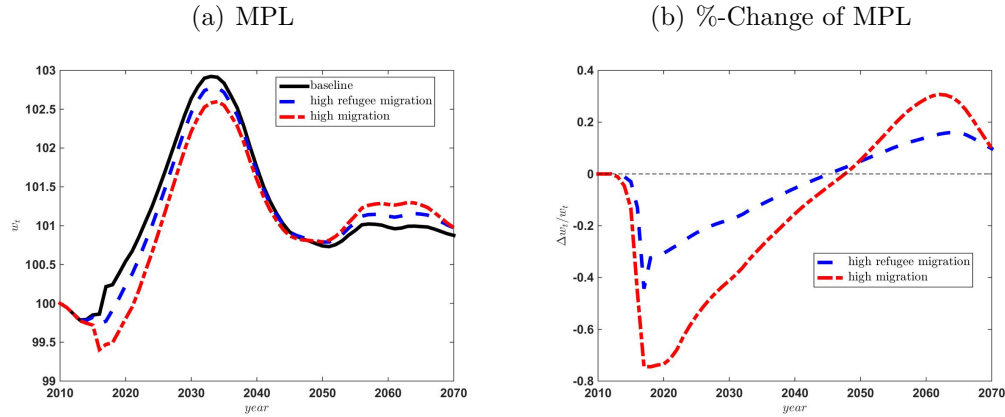 (a) MPL
103
102.5
102
101.5
101
100.5
100
99.5
99
2010 2020 2030 2040 2050 2060 2070
year
w_t
baseline
high refugee migration
high migration
(b) %-Change of MPL
0.4
0.2
0
-0.2
-0.4
-0.6
-0.8
2010 2020 2030 2040 2050 2060 2070
year
Δw_t/w_t
high refugee migration
high migration